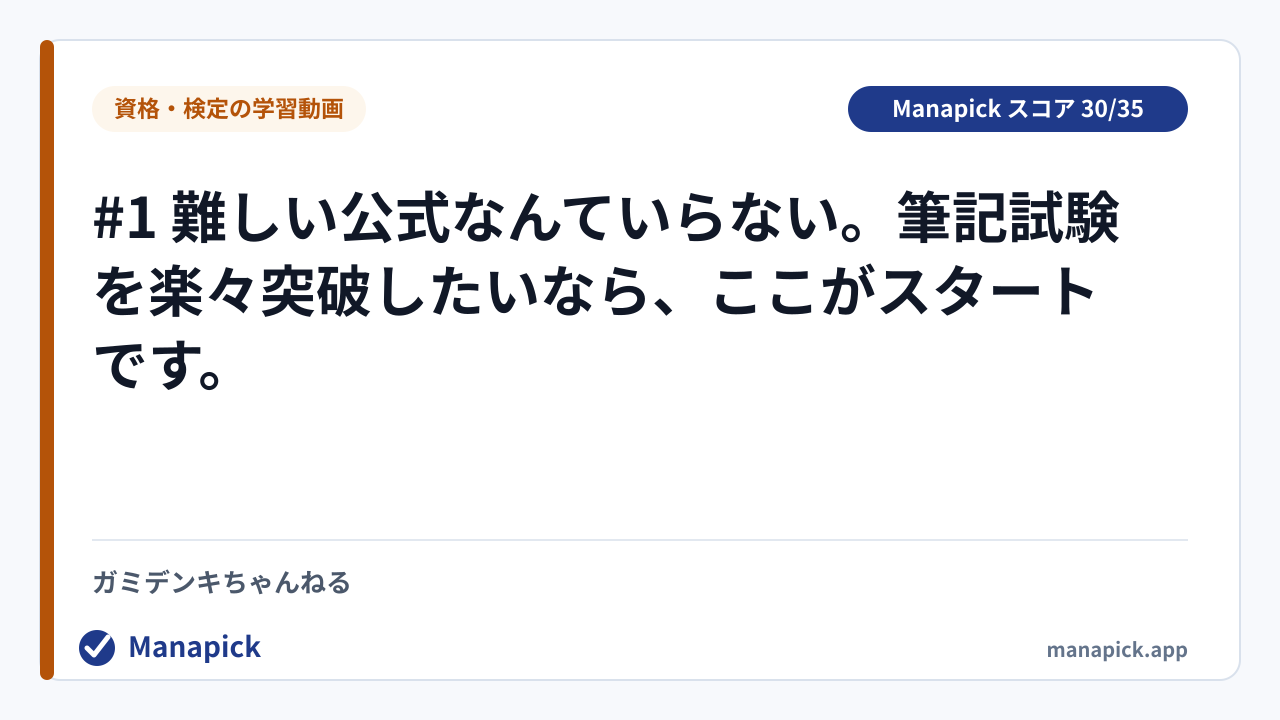 資格・検定の学習動画
Manapick スコア 30/35
#1 難しい公式なんていらない。筆記試験
を楽々突破したいなら、ここがスタート
です。
ガミデンキちゃんねる
Manapick
manapick.app